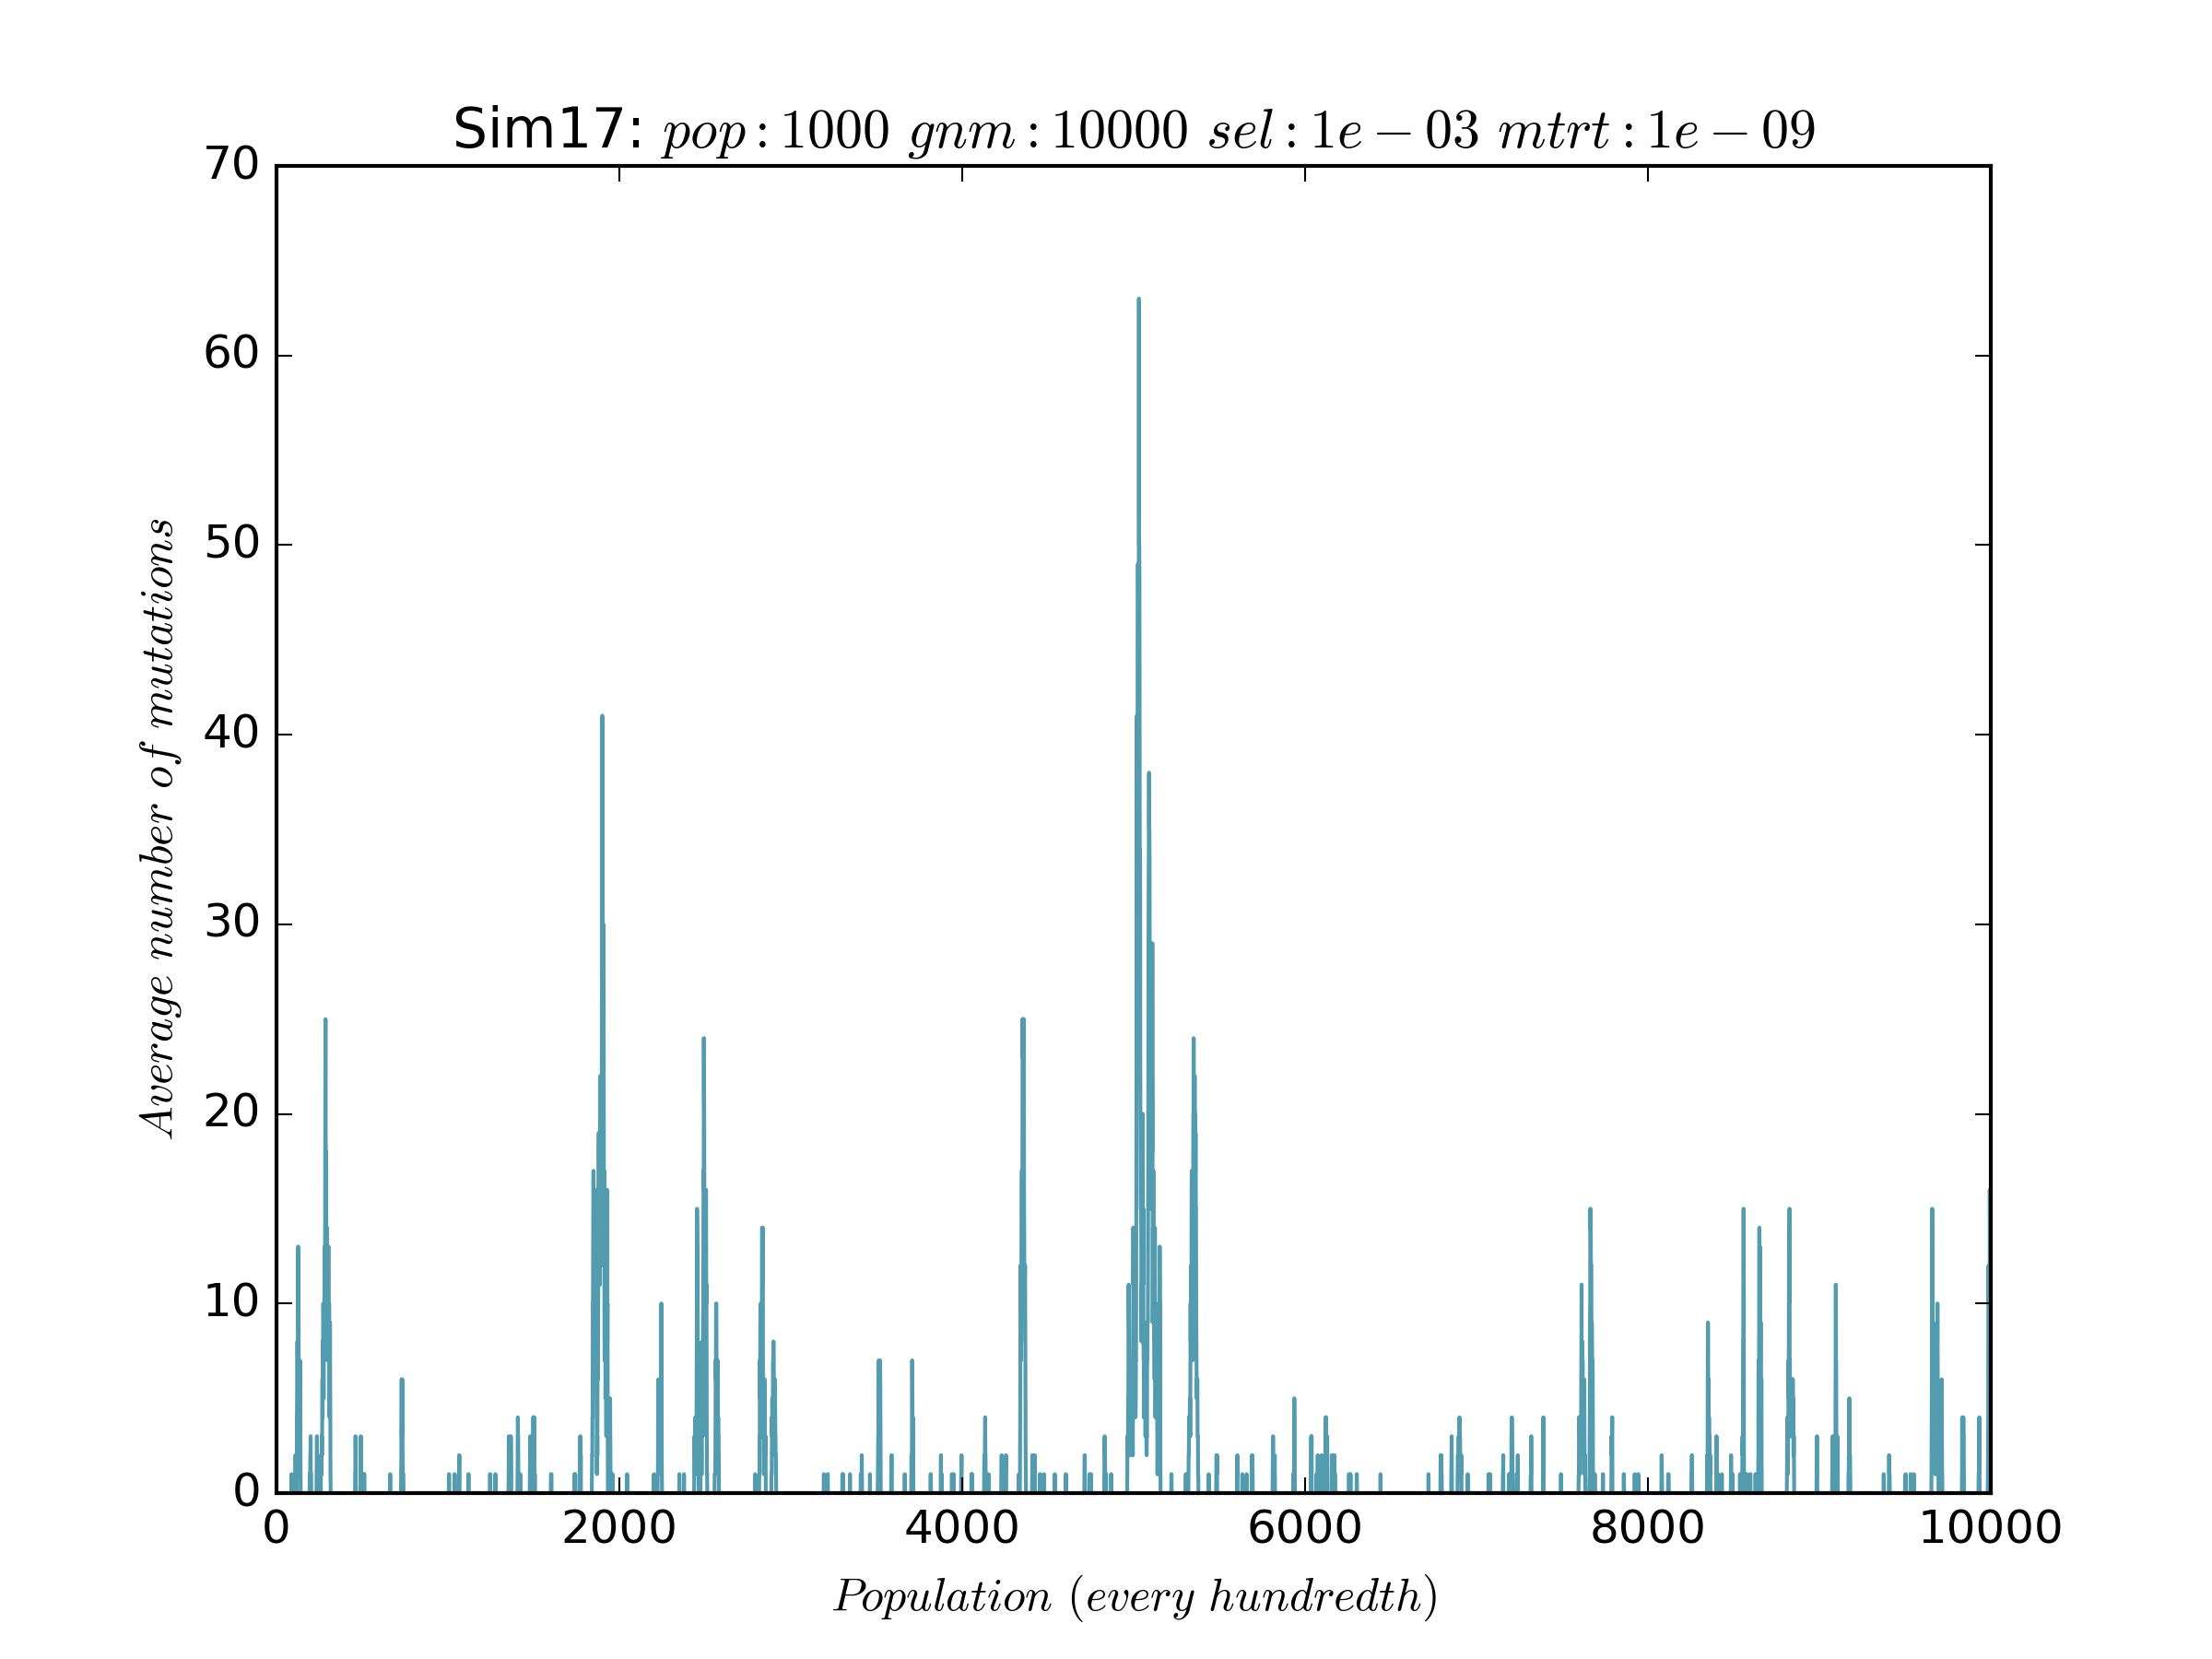 Sim17: pop : 1000 gnm : 10000 sel : 1e − 03 mtrt : 1e − 09
70
60
50
40
30
20
10
0
Average number of mutations
0 2000 4000 6000 8000 10000
Population (every hundredth)